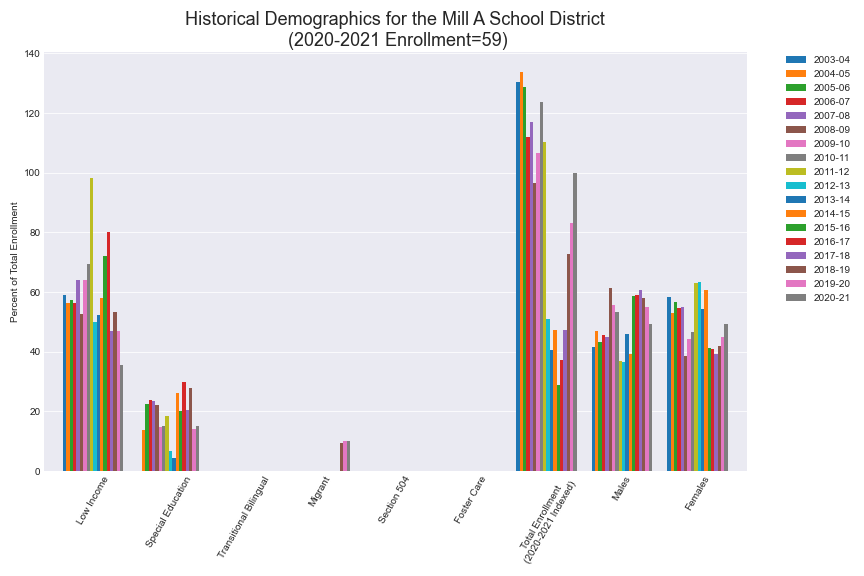 Historical Demographics for the Mill A School District
(2020-2021 Enrollment=59)
Percent of Total Enrollment
140
120
100
80
60
40
20
0
Low Income
Special Education
Transitional Bilingual
Migrant
Section 504
Foster Care
Total Enrollment
(2020-2021 Indexed)
Males
Females
2003-04
2004-05
2005-06
2006-07
2007-08
2008-09
2009-10
2010-11
2011-12
2012-13
2013-14
2014-15
2015-16
2016-17
2017-18
2018-19
2019-20
2020-21